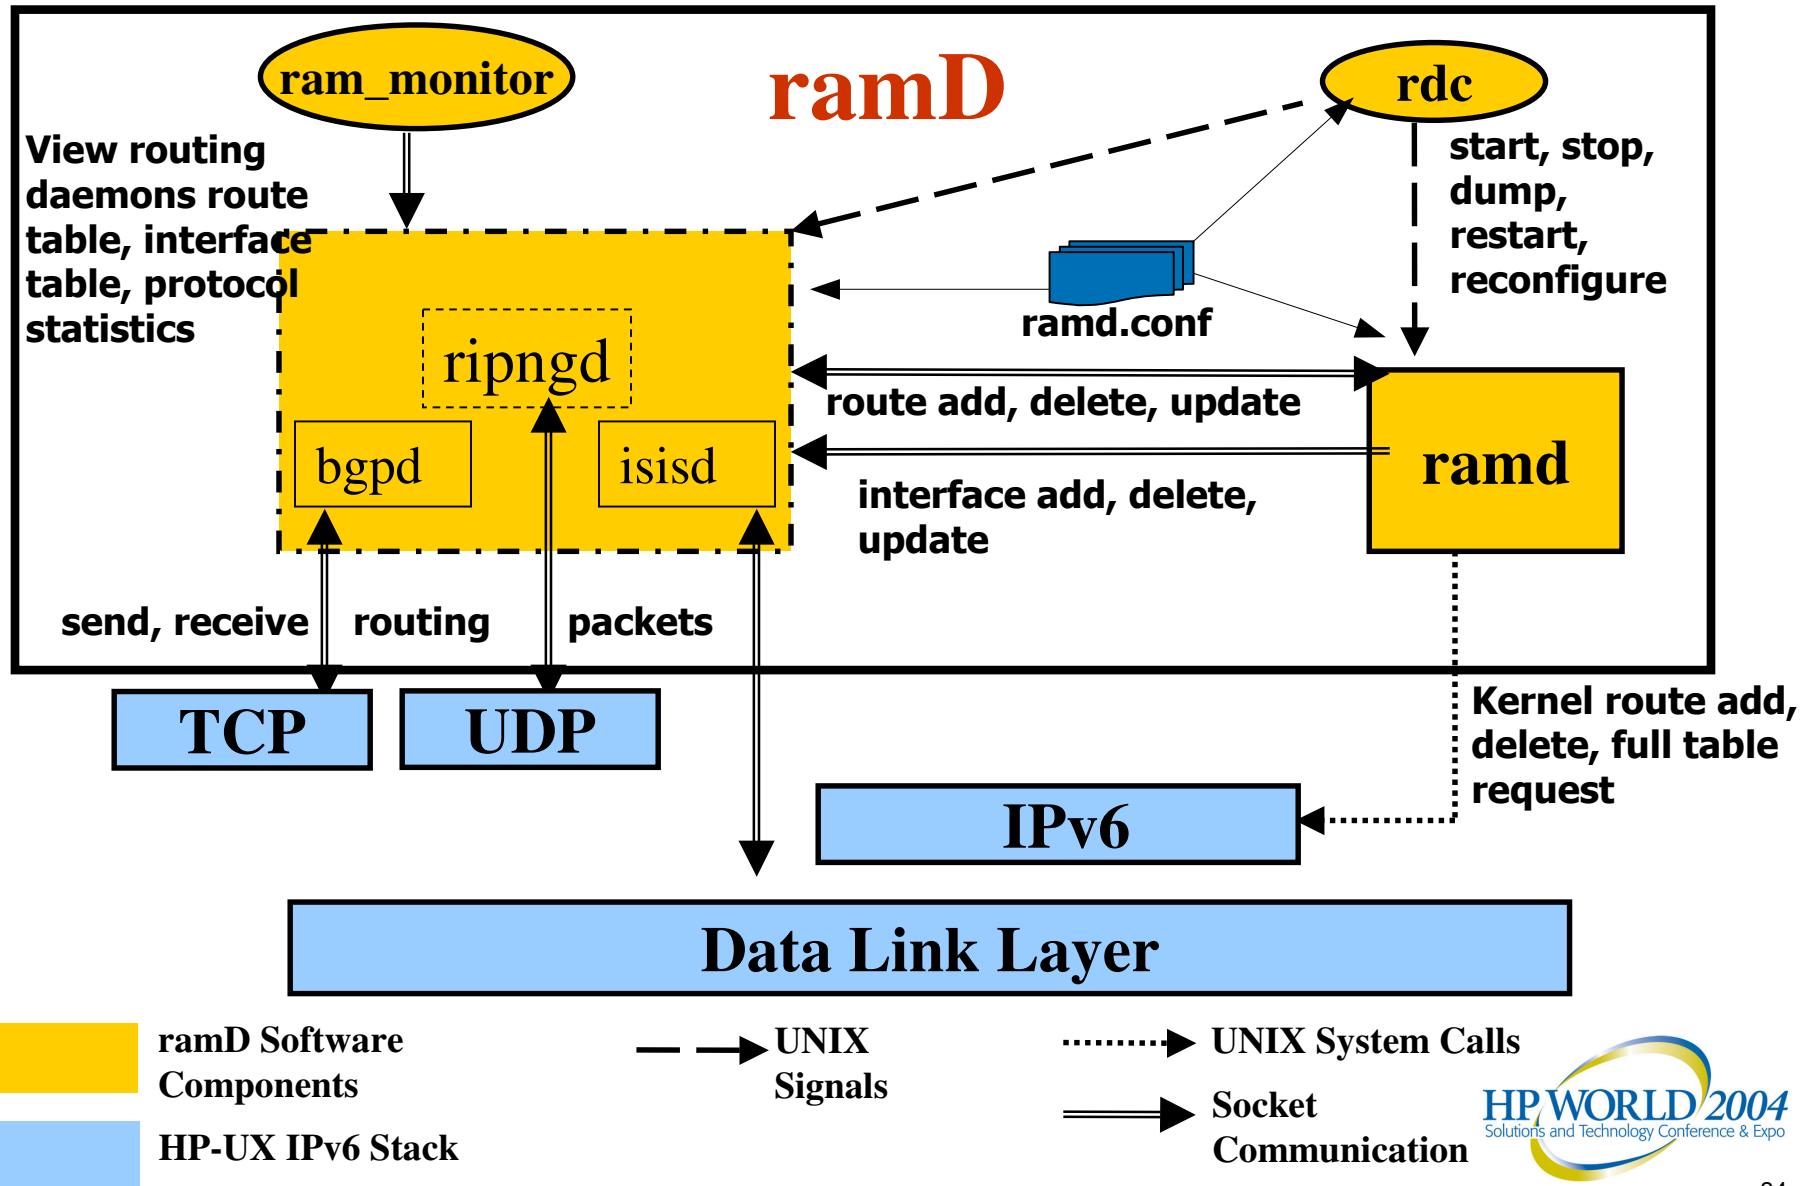 ramD
ram_monitor
rdc
View routing
daemons route
table, interface
table, protocol
statistics
start, stop,
dump,
restart,
reconfigure
ramd.conf
ripngd
bgpd
isisd
route add, delete, update
interface add, delete,
update
ramd
send, receive routing packets
TCP
UDP
Kernel route add,
delete, full table
request
IPv6
Data Link Layer
ramD Software
Components
HP-UX IPv6 Stack
UNIX
Signals
UNIX System Calls
Socket
Communication
HP WORLD 2004
Solutions and Technology Conference & Expo